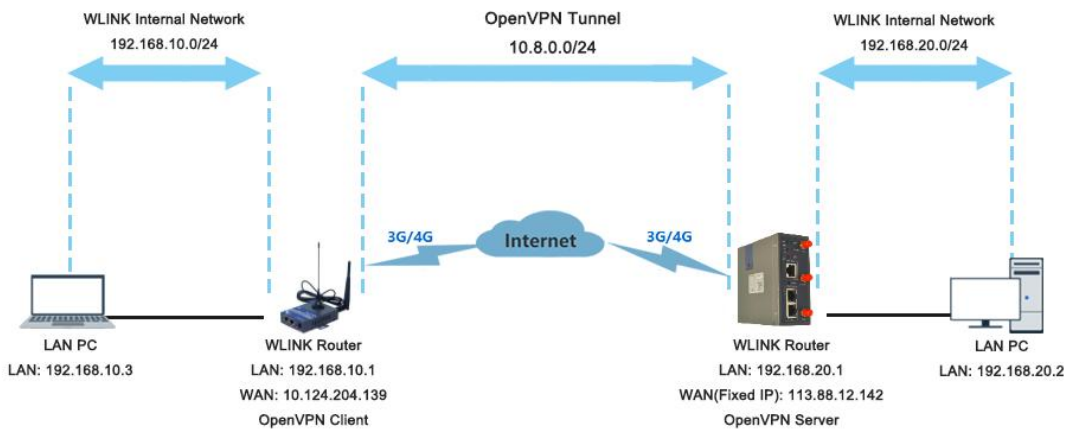 WLINK Internal Network
192.168.10.0/24
OpenVPN Tunnel
10.8.0.0/24
WLINK Internal Network
192.168.20.0/24
3G/4G
Internet
3G/4G
LAN PC
LAN: 192.168.10.3
WLINK Router
LAN: 192.168.10.1
WAN: 10.124.204.139
OpenVPN Client
WLINK Router
LAN: 192.168.20.1
WAN(Fixed IP): 113.88.12.142
OpenVPN Server
LAN PC
LAN: 192.168.20.2